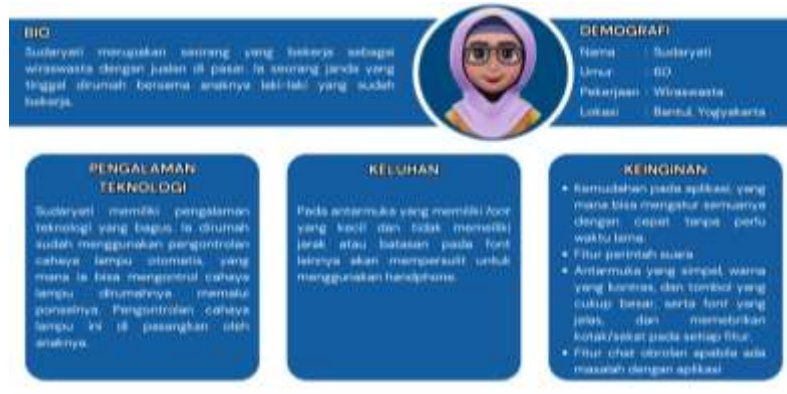 BIO
Sudaryati merupakan seorang yang bekerja sebagai
wiraswasta dengan jualan di pasar. Ia seorang janda yang
tinggal dirumah bersama anaknya laki-laki yang sudah
bekerja.
DEMOGRAFI
Nama : Sudaryati
Umur : 60
Pekerjaan : Wiraswasta
Lokasi : Bantul, Yogyakarta
PENGALAMAN
TEKNOLOGI
Sudaryati memiliki pengalaman
teknologi yang bagus. Ia dirumah
sudah menggunakan pengontrolan
cahaya lampu otomatis, yang
mana ia bisa mengontrol cahaya
lampu dirumahnya memalui
ponselnya. Pengontrolan cahaya
lampu ini di pasangkan oleh
anaknya.
KELUHAN
Pada antarmuka yang memiliki font
yang kecil dan tidak memeiliki
jarak atau batasan pada font
lainnya akan mempersulit untuk
menggunakan handphone.
KEINGINAN
• Kemudahan pada aplikasi, yang
mana bisa mengatur semuanya
dengan cepat tanpa perlu
waktu lama.
• Fitur perintah suara
• Antarmuka yang simpel, warna
yang kontras, dan tombol yang
cukup besar, serta font yang
jelas, dan memebrikan
kotak/sekat pada setiap fitur.
• Fitur chat obrolan apabila ada
masalah dengan aplikasi